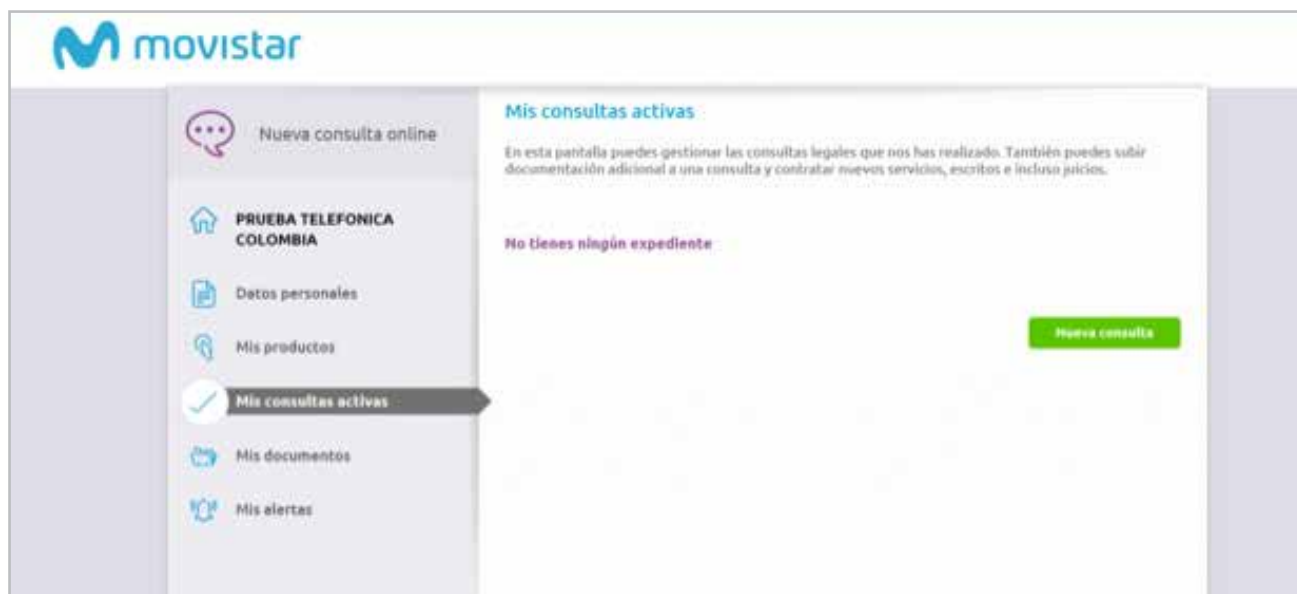 movistar
Nueva consulta online
PRUEBA TELEFONICA
COLOMBIA
Datos personales
Mis productos
Mis consultas activas
Mis documentos
Mis alertas
Mis consultas activas
En esta pantalla puedes gestionar las consultas legales que nos has realizado. También puedes subir
documentación adicional a una consulta y contratar nuevos servicios, escritos e incluso juicios.
No tienes ningún expediente
Nueva consulta